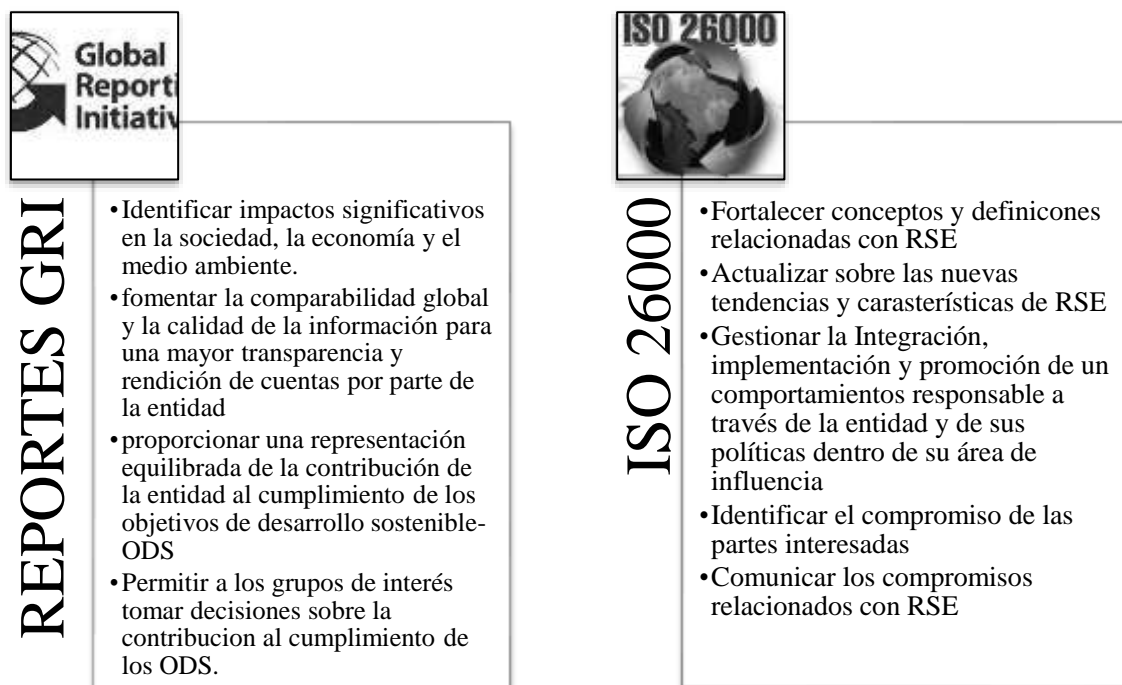 Global
Reporti
Initiativ
REPORTES GRI
•Identificar impactos significativos
en la sociedad, la economía y el
medio ambiente.
•fomentar la comparabilidad global
y la calidad de la información para
una mayor transparencia y
rendición de cuentas por parte de
la entidad
•proporcionar una representación
equilibrada de la contribución de
la entidad al cumplimiento de los
objetivos de desarrollo sostenible-
ODS
•Permitir a los grupos de interés
tomar decisiones sobre la
contribucion al cumplimiento de
los ODS.
ISO 26000
ISO 26000
•Fortalecer conceptos y definicones
relacionadas con RSE
•Actualizar sobre las nuevas
tendencias y carasterísticas de RSE
•Gestionar la Integración,
implementación y promoción de un
comportamientos responsable a
través de la entidad y de sus
políticas dentro de su área de
influencia
•Identificar el compromiso de las
partes interesadas
•Comunicar los compromisos
relacionados con RSE